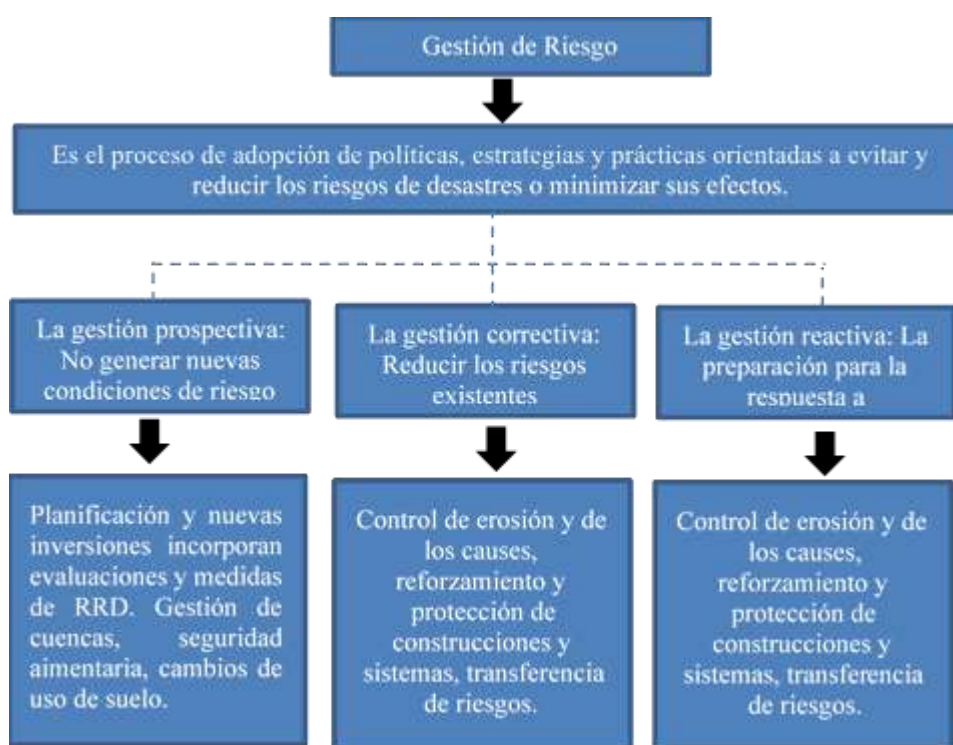 Gestión de Riesgo
Es el proceso de adopción de políticas, estrategias y prácticas orientadas a evitar y
reducir los riesgos de desastres o minimizar sus efectos.
La gestión prospectiva:
No generar nuevas
condiciones de riesgo
La gestión correctiva:
Reducir los riesgos
existentes
La gestión reactiva: La
preparación para la
respuesta a
Planificación y nuevas
inversiones incorporan
evaluaciones y medidas
de RRD. Gestión de
cuencas, seguridad
aimentaria, cambios de
uso de suelo.
Control de erosión y de
los causes,
reforzamiento y
protección de
construcciones y
sistemas, transferencia
de riesgos.
Control de erosión y de
los causes,
reforzamiento y
protección de
construcciones y
sistemas, transferencia
de riesgos.